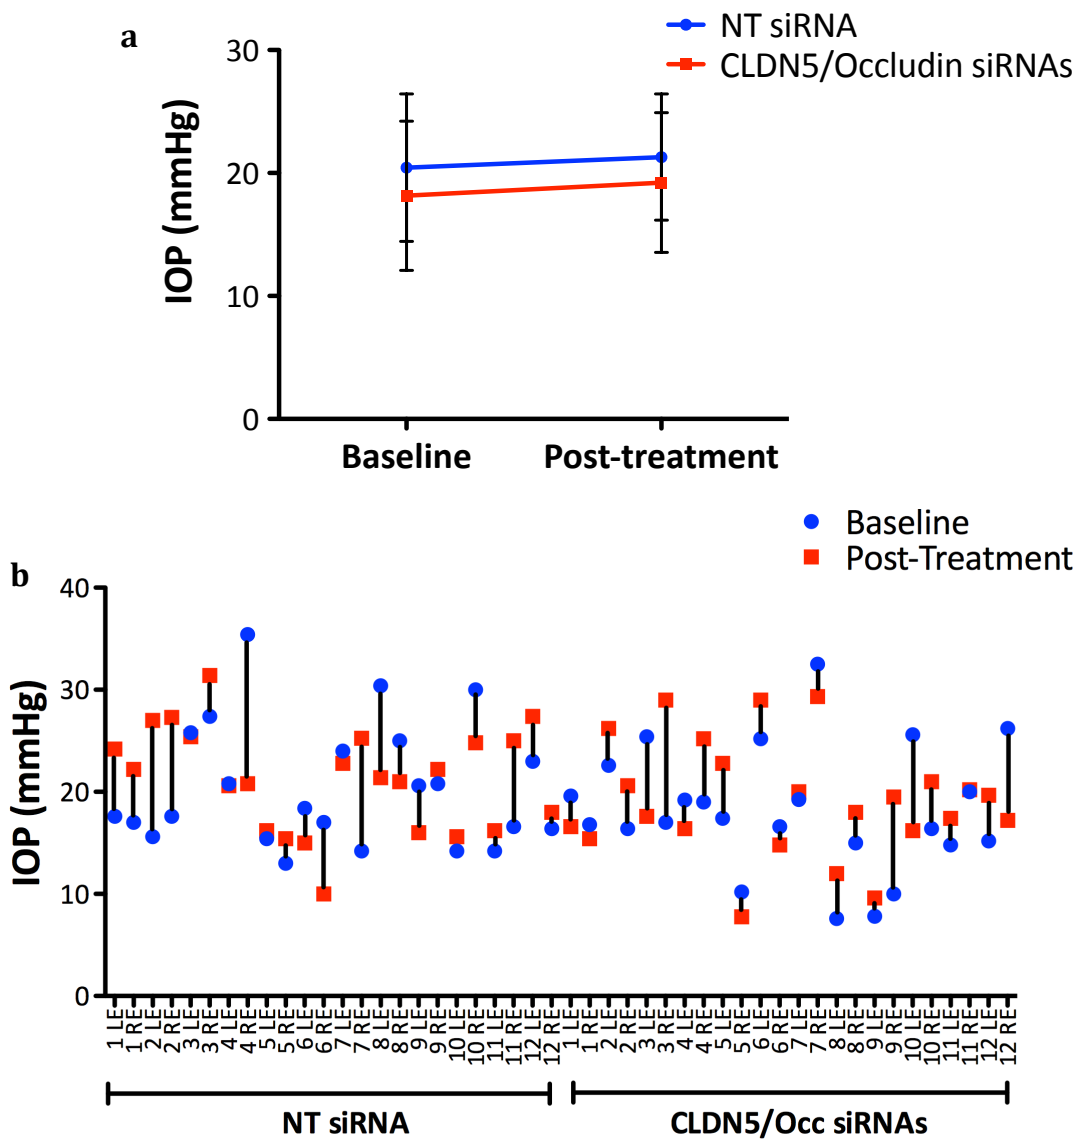 a
NT siRNA
CLDN5/Occludin siRNAs
30
20
10
0
IOP (mmHg)
Baseline
Post-treatment
Baseline
Post-Treatment
b
40
30
20
10
0
IOP (mmHg)
1 LE
1 RE
2 LE
2 RE
3 LE
3 RE
4 LE
4 RE
5 LE
5 RE
6 LE
6 RE
7 LE
7 RE
8 LE
8 RE
9 LE
9 RE
10 LE
10 RE
11 LE
11 RE
12 LE
12 RE
1 LE
1 RE
2 LE
2 RE
3 LE
3 RE
4 LE
4 RE
5 LE
5 RE
6 LE
6 RE
7 LE
7 RE
8 LE
8 RE
9 LE
9 RE
10 LE
10 RE
11 LE
11 RE
12 LE
12 RE
NT siRNA
CLDN5/Occ siRNAs